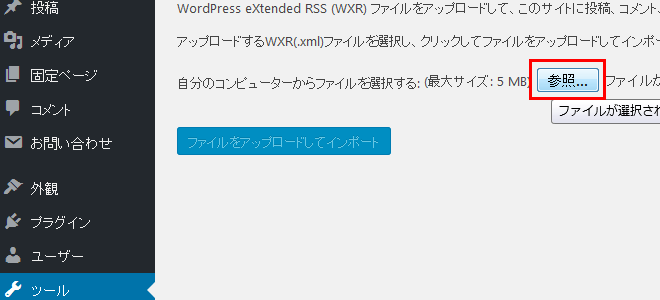 投稿
メディア
固定ページ
コメント
お問い合わせ
外観
プラグイン
ユーザー
ツール
WordPress eXtended RSS (WXR) ファイルをアップロードして、このサイトに投稿、コメント、
アップロードするWXR(.xml)ファイルを選択し、クリックしてファイルをアップロードしてインポー
自分のコンピューターからファイルを選択する: (最大サイズ: 5 MB) 参照... ファイルが
ファイルが選択され
ファイルをアップロードしてインポート